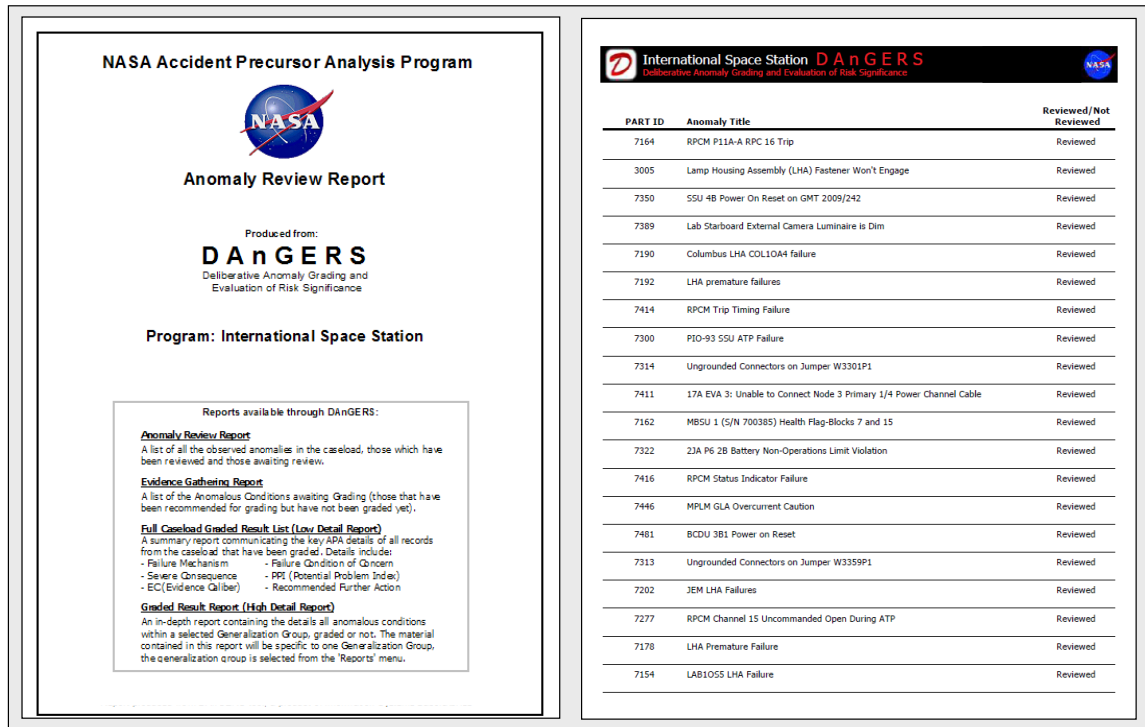 NASA Accident Precursor Analysis Program
NASA
Anomaly Review Report
Produced from:
DAnGERS
Deliberative Anomaly Grading and
Evaluation of Risk Significance
Program: International Space Station
Reports available through DAnGERS:
Anomaly Review Report
A list of all the observed anomalies in the caseload, those which have
been reviewed and those awaiting review.
Evidence Gathering Report
A list of the Anomalous Conditions awaiting Grading (those that have
been recommended for grading but have not been graded yet).
Full Caseload Graded Result List (Low Detail Report)
A summary report communicating the key APA details of all records
from the caseload that have been graded. Details include:
- Failure Mechanism - Failure Condition of Concern
- Severe Consequence - PPI (Potential Problem Index)
- EC(Evidence Caliber) - Recommended Further Action
Graded Result Report (High Detail Report)
An in-depth report containing the details all anomalous conditions
within a selected Generalization Group, graded or not. The material
contained in this report will be specific to one Generalization Group,
the generalization group is selected from the 'Reports' menu.
D International Space Station DAnGERS NASA
Deliberative Anomaly Grading and Evaluation of Risk Significance
PART ID Anomaly Title Reviewed/Not Reviewed
7164 RPCM P11A-A RPC 16 Trip Reviewed
3005 Lamp Housing Assembly (LHA) Fastener Won't Engage Reviewed
7350 SSU 4B Power On Reset on GMT 2009/242 Reviewed
7389 Lab Starboard External Camera Luminaire is Dim Reviewed
7190 Columbus LHA COL1OA4 failure Reviewed
7192 LHA premature failures Reviewed
7414 RPCM Trip Timing Failure Reviewed
7300 PIO-93 SSU ATP Failure Reviewed
7314 Ungrounded Connectors on Jumper W3301P1 Reviewed
7411 17A EVA 3: Unable to Connect Node 3 Primary 1/4 Power Channel Cable Reviewed
7162 MBSU 1 (S/N 700385) Health Flag-Blocks 7 and 15 Reviewed
7322 2JA P6 2B Battery Non-Operations Limit Violation Reviewed
7416 RPCM Status Indicator Failure Reviewed
7446 MPLM GLA Overcurrent Caution Reviewed
7481 BCDU 3B1 Power on Reset Reviewed
7313 Ungrounded Connectors on Jumper W3359P1 Reviewed
7202 JEM LHA Failures Reviewed
7277 RPCM Channel 15 Uncommanded Open During ATP Reviewed
7178 LHA Premature Failure Reviewed
7154 LAB1OS5 LHA Failure Reviewed